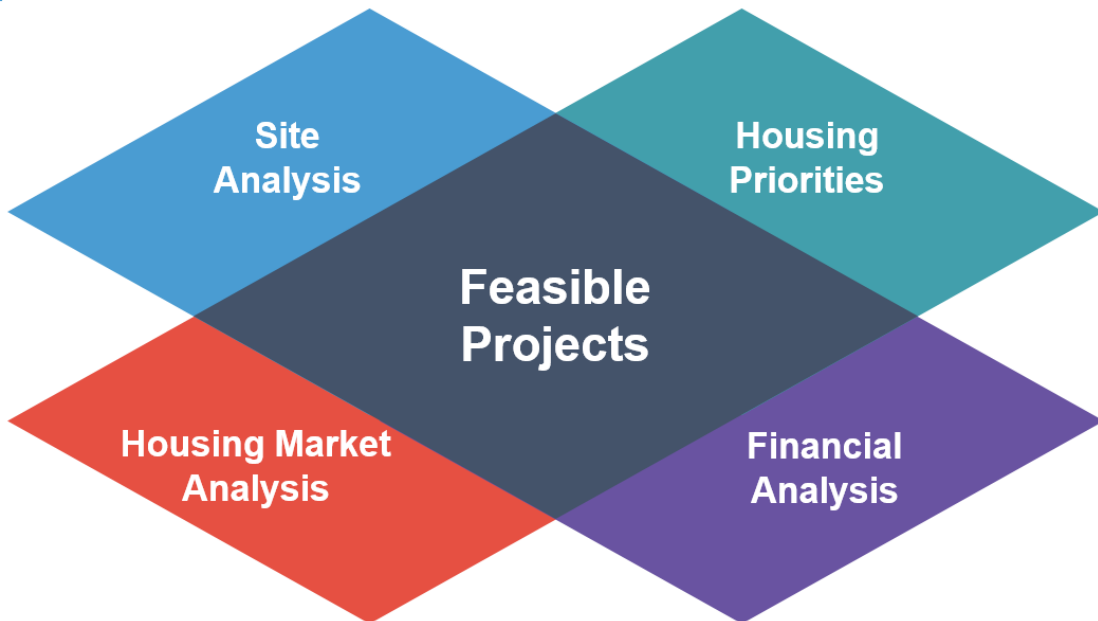 Site
Analysis
Housing
Priorities
Feasible
Projects
Housing Market
Analysis
Financial
Analysis